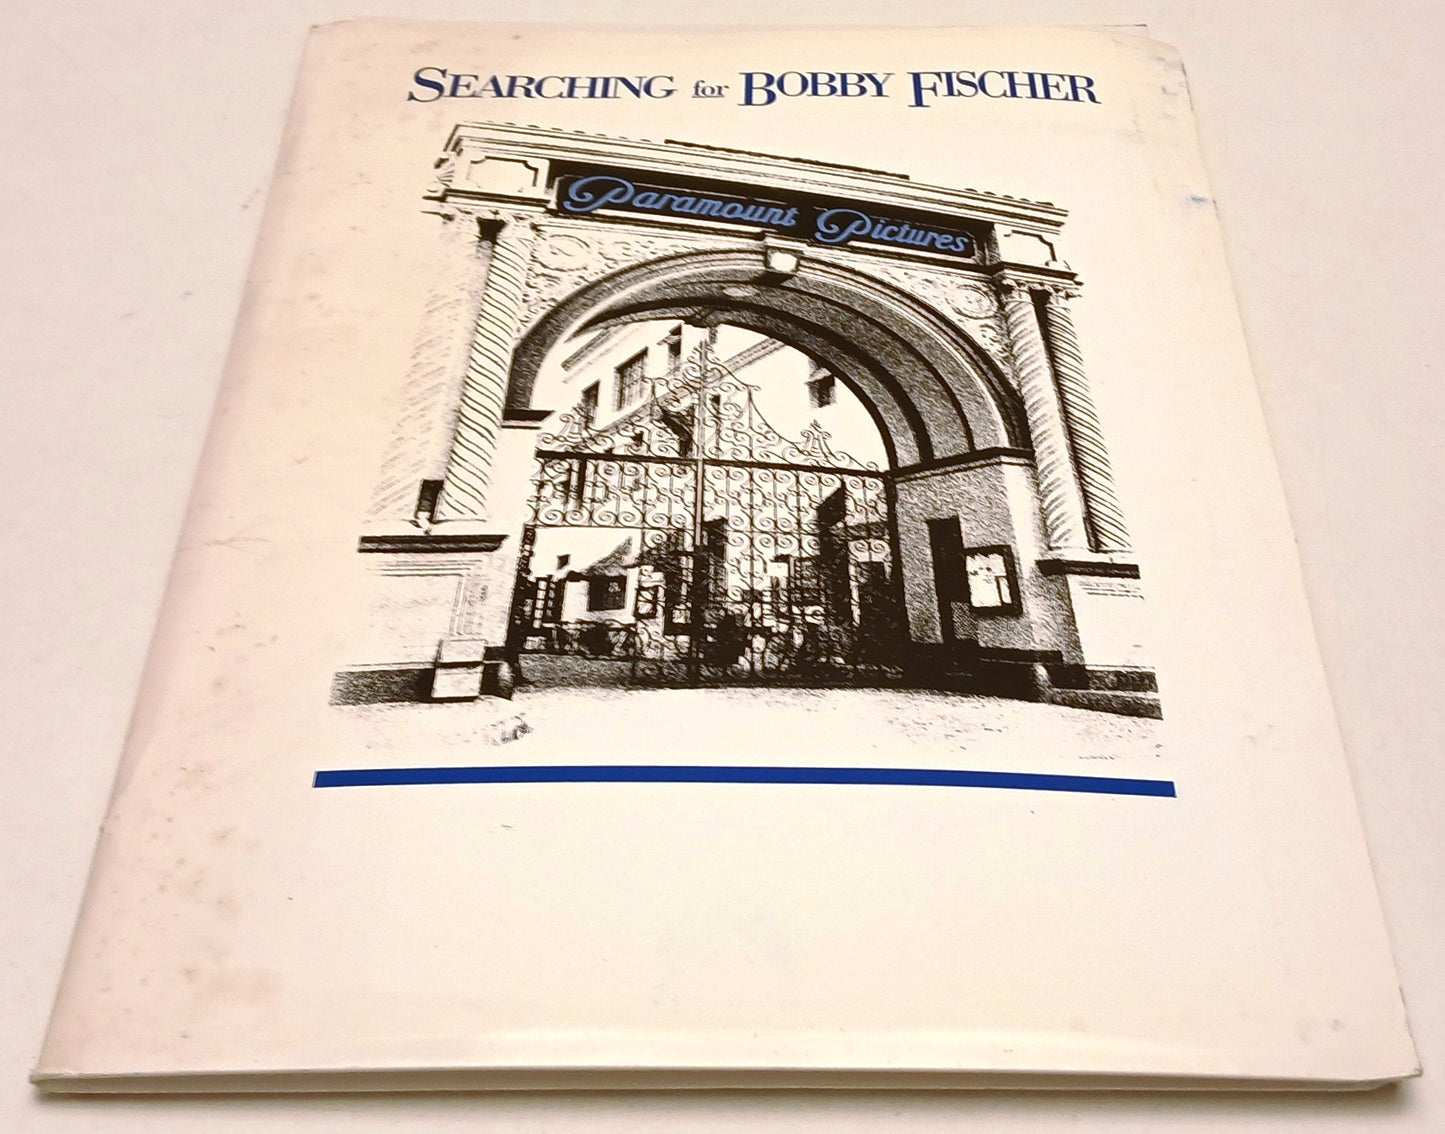 SEARCHING for BOBBY FISCHER
Paramount Pictures